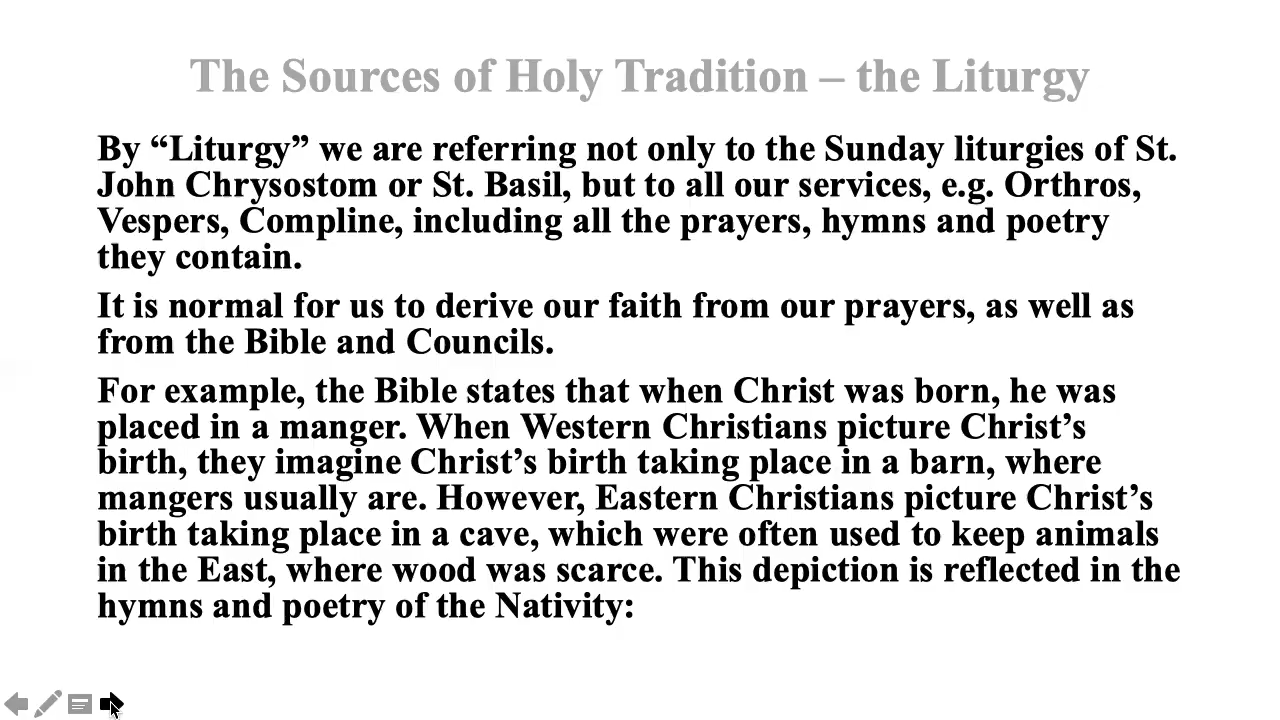 The Sources of Holy Tradition – the Liturgy
By “Liturgy” we are referring not only to the Sunday liturgies of St.
John Chrysostom or St. Basil, but to all our services, e.g. Orthros,
Vespers, Compline, including all the prayers, hymns and poetry
they contain.
It is normal for us to derive our faith from our prayers, as well as
from the Bible and Councils.
For example, the Bible states that when Christ was born, he was
placed in a manger. When Western Christians picture Christ’s
birth, they imagine Christ’s birth taking place in a barn, where
mangers usually are. However, Eastern Christians picture Christ’s
birth taking place in a cave, which were often used to keep animals
in the East, where wood was scarce. This depiction is reflected in the
hymns and poetry of the Nativity: